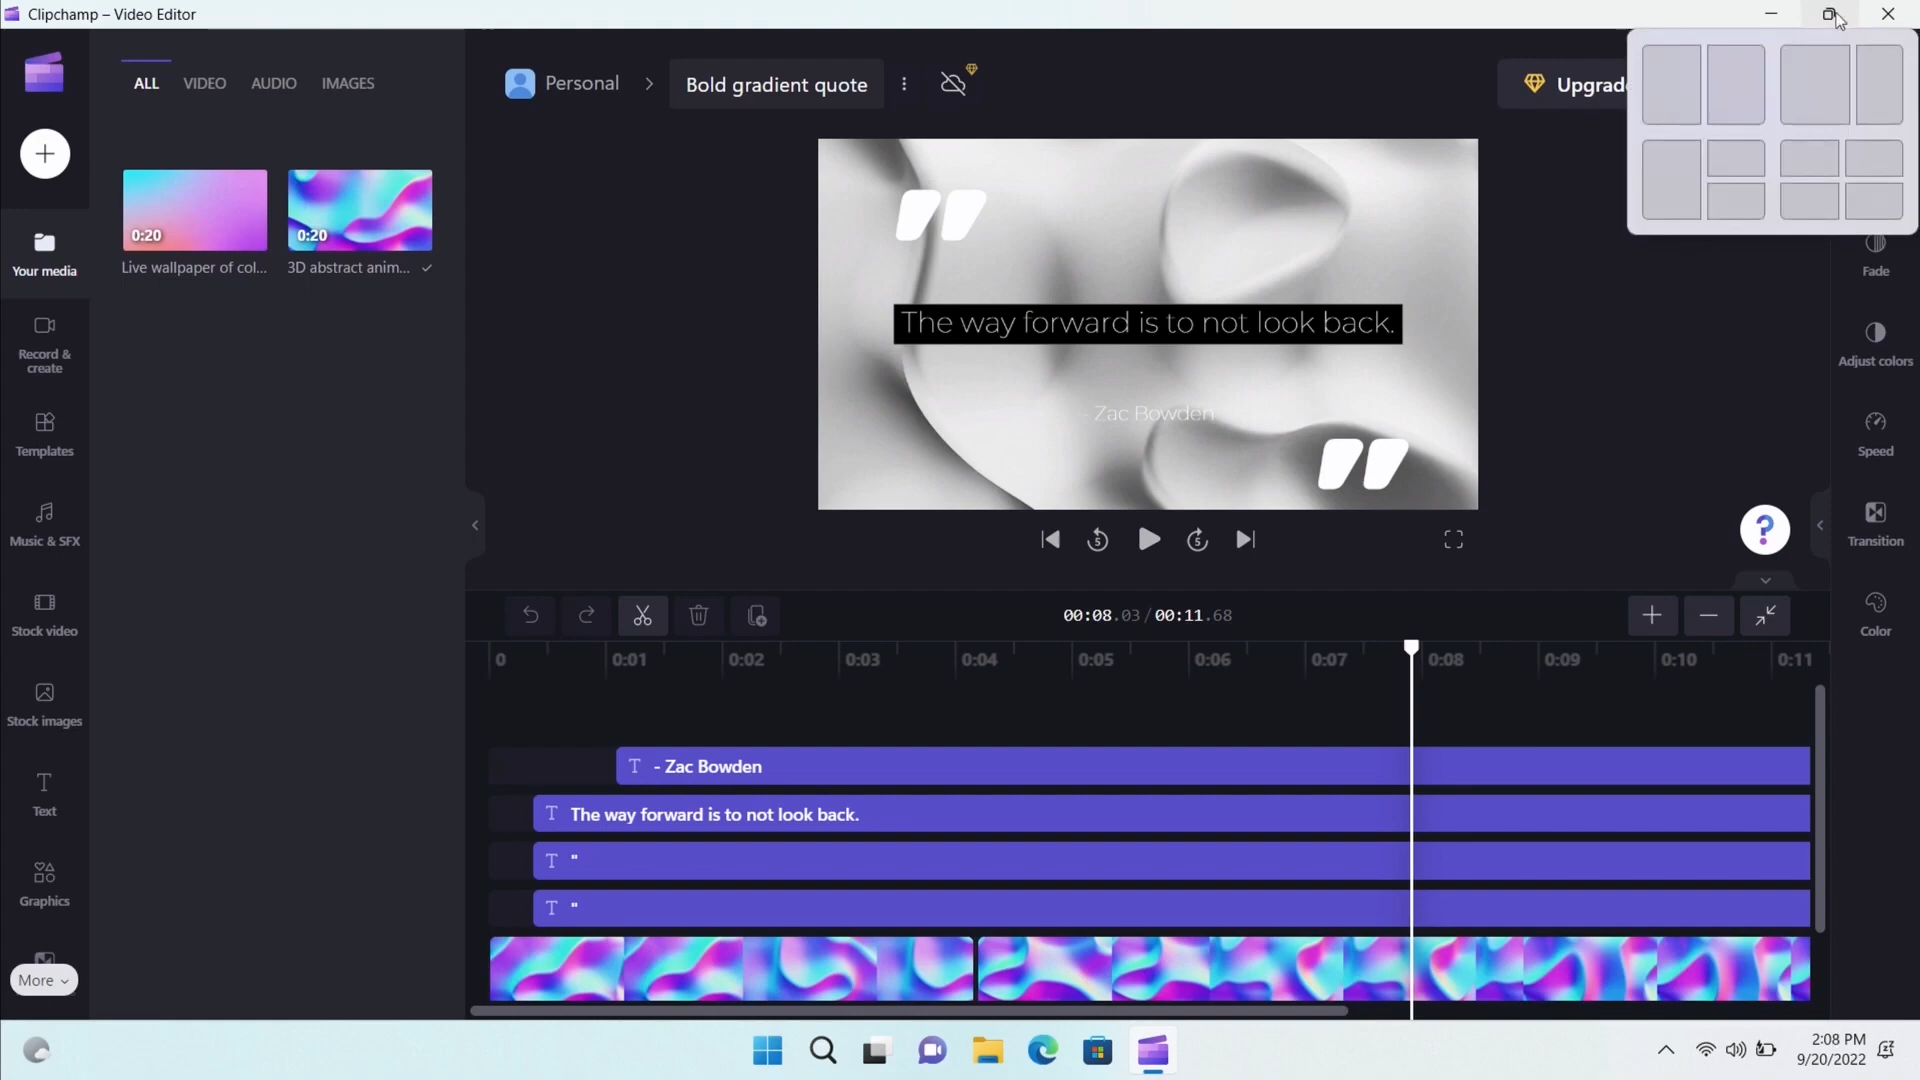 Clipchamp – Video Editor
ALL VIDEO AUDIO IMAGES
Personal
Bold gradient quote
Upgrade
0:20
0:20
Live wallpaper of col...
3D abstract anim...
Your media
Record &
create
Templates
Music & SFX
Stock video
Stock images
Text
Graphics
More
"
The way forward is to not look back.
- Zac Bowden
"
5
5
?
Fade
Adjust colors
Speed
Transition
Color
00:08.03 / 00:11.68
0 0:01 0:02 0:03 0:04 0:05 0:06 0:07 0:08 0:09 0:10 0:11
T - Zac Bowden
T The way forward is to not look back.
T "
T "
2:08 PM
9/20/2022